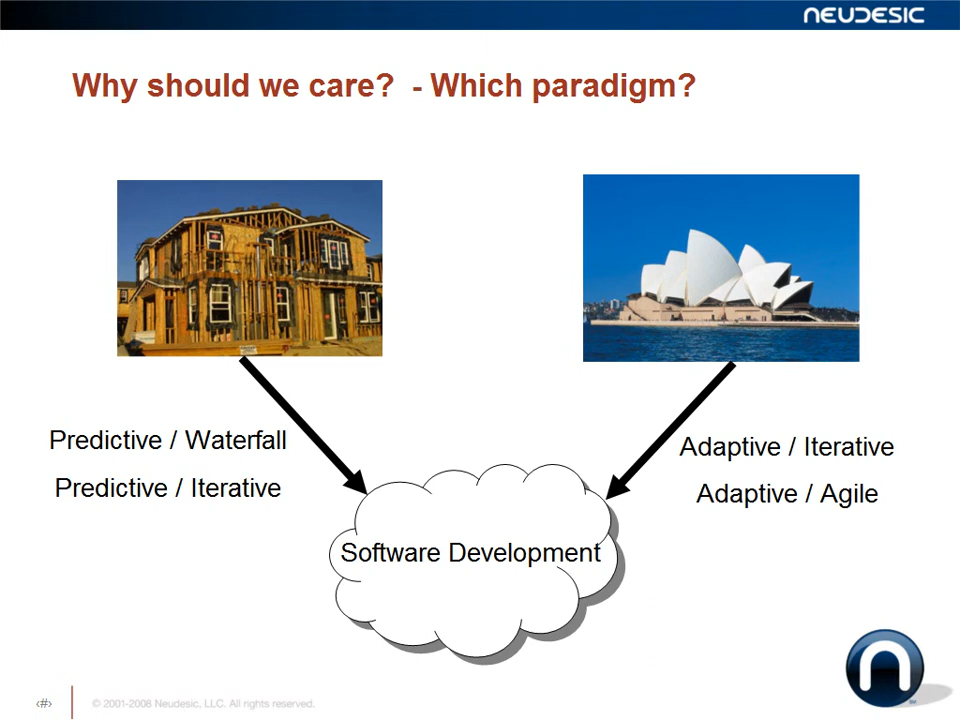 NEUDESIC
Why should we care?  - Which paradigm?
Predictive / Waterfall
Predictive / Iterative
Adaptive / Iterative
Adaptive / Agile
Software Development
n
‹#›
© 2001-2008 Neudesic, LLC. All rights reserved.